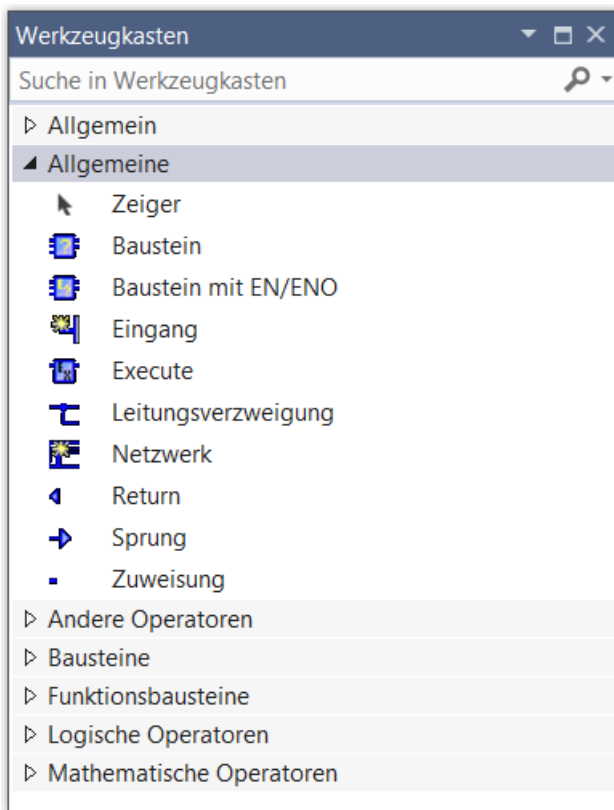 Werkzeugkasten
Suche in Werkzeugkasten
Allgemein
Allgemeine
Zeiger
Baustein
Baustein mit EN/ENO
Eingang
Execute
Leitungsverzweigung
Netzwerk
Return
Sprung
Zuweisung
Andere Operatoren
Bausteine
Funktionsbausteine
Logische Operatoren
Mathematische Operatoren